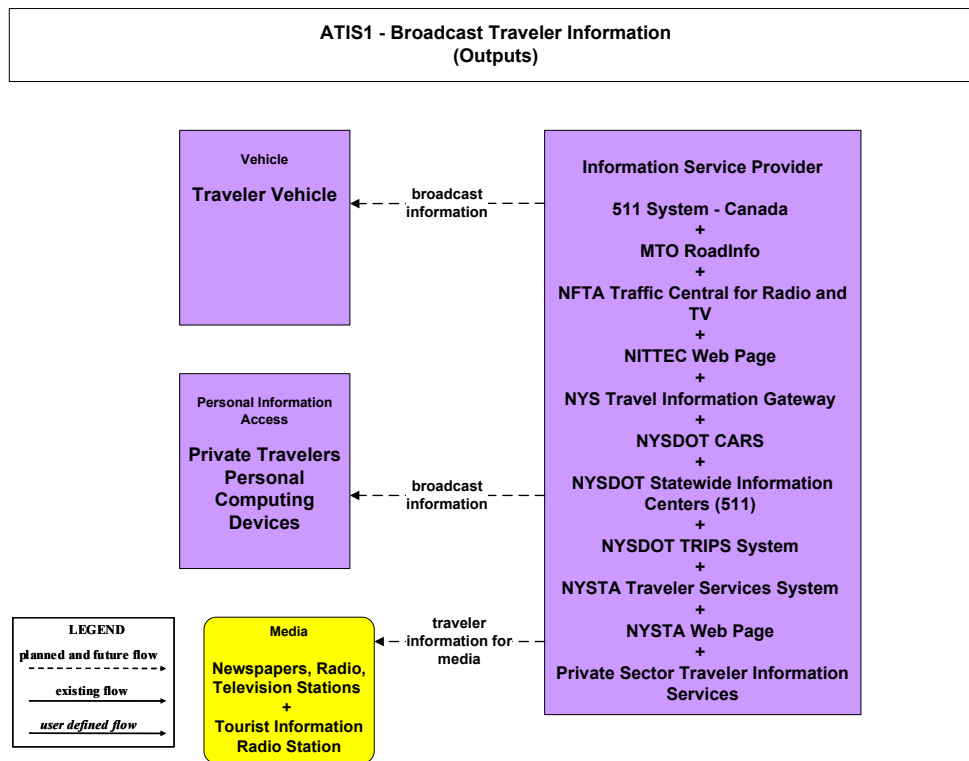 ATIS1 - Broadcast Traveler Information
(Outputs)
Vehicle
Traveler Vehicle
broadcast
information
Information Service Provider
511 System - Canada
+
MTO RoadInfo
+
NFTA Traffic Central for Radio and
TV
+
NITTEC Web Page
+
NYS Travel Information Gateway
+
NYSDOT CARS
+
NYSDOT Statewide Information
Centers (511)
+
NYSDOT TRIPS System
+
NYSTA Traveler Services System
+
NYSTA Web Page
+
Private Sector Traveler Information
Services
Personal Information
Access
Private Travelers
Personal
Computing
Devices
broadcast
information
traveler
information for
media
Media
Newspapers, Radio,
Television Stations
+
Tourist Information
Radio Station
LEGEND
planned and future flow
existing flow
user defined flow